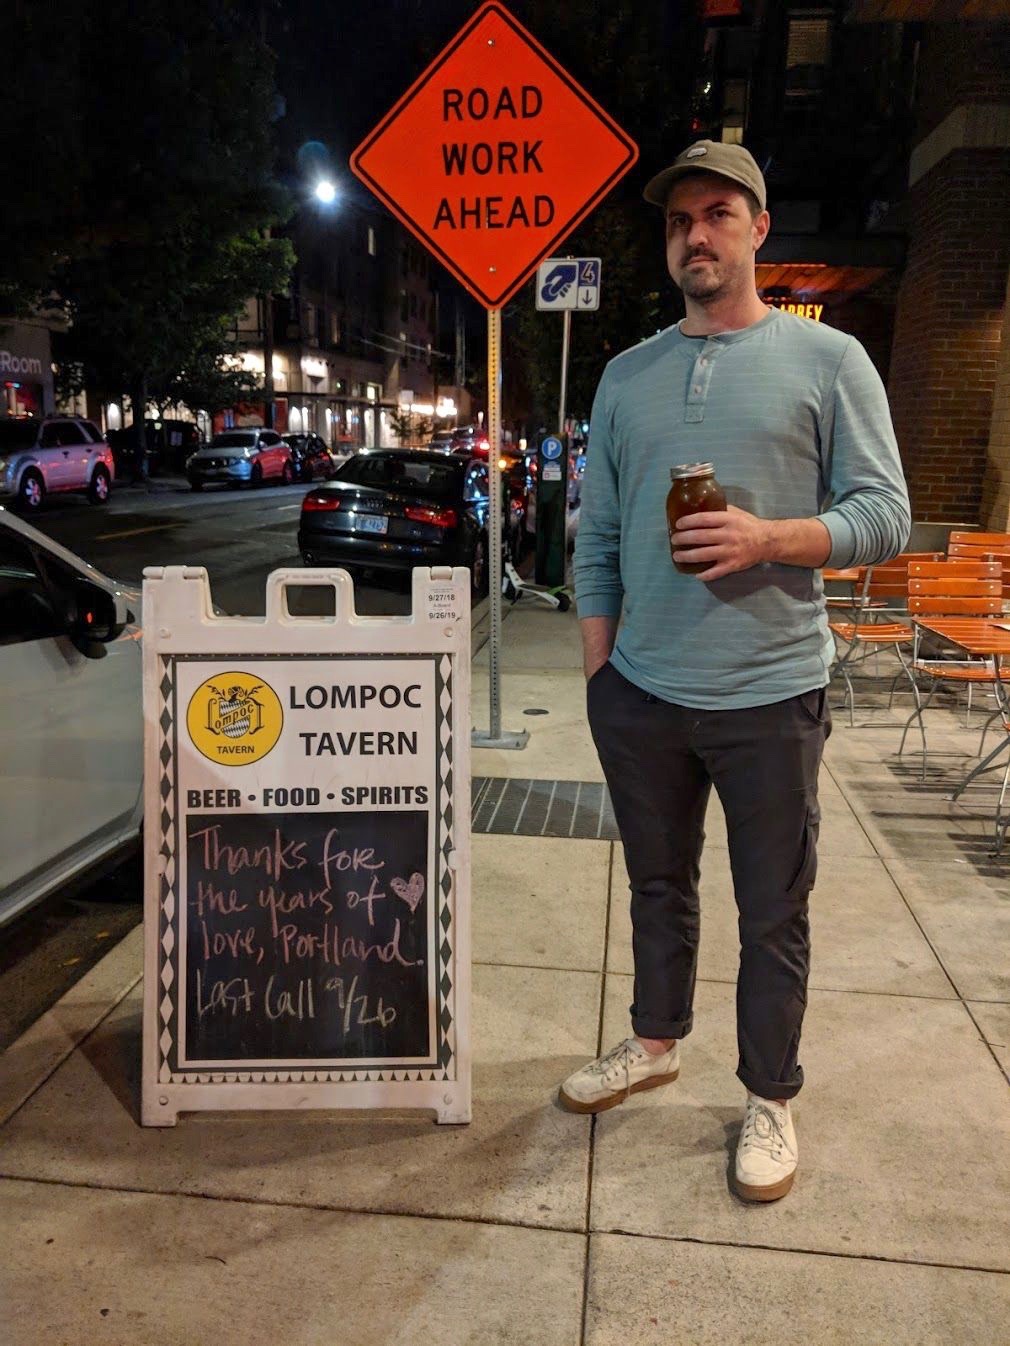 ROAD
WORK
AHEAD
4
Room
P
9/27/18
9/26/19
Lompoc
TAVERN
LOMPOC
TAVERN
BEER • FOOD • SPIRITS
Thanks fore
the years of ♥
love, Portland.
Last Call 9/26